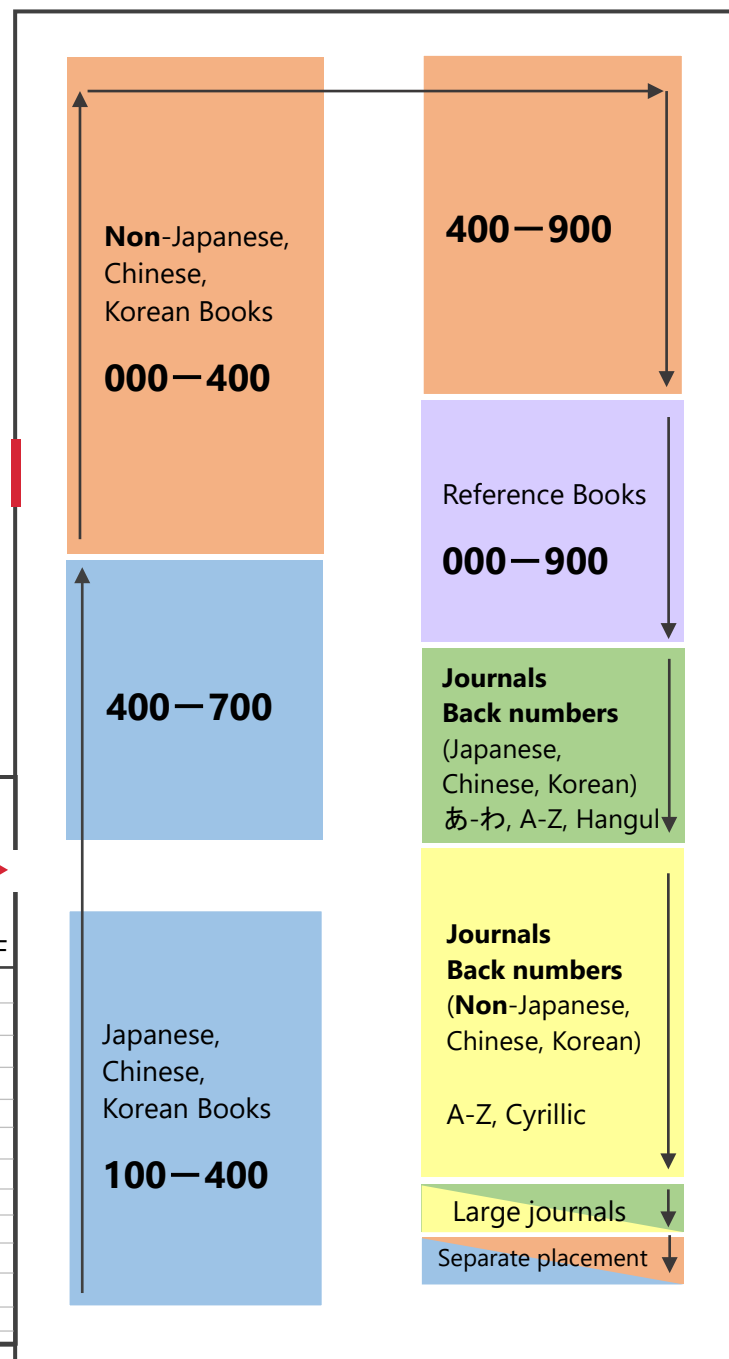 Non-Japanese,
Chinese,
Korean Books
000－400
400－700
Japanese,
Chinese,
Korean Books
100－400
400－900
Reference Books
000－900
Journals
Back numbers
(Japanese,
Chinese, Korean)
あ-わ, A-Z, Hangul
Journals
Back numbers
(Non-Japanese,
Chinese, Korean)
A-Z, Cyrillic
Large journals
Separate placement